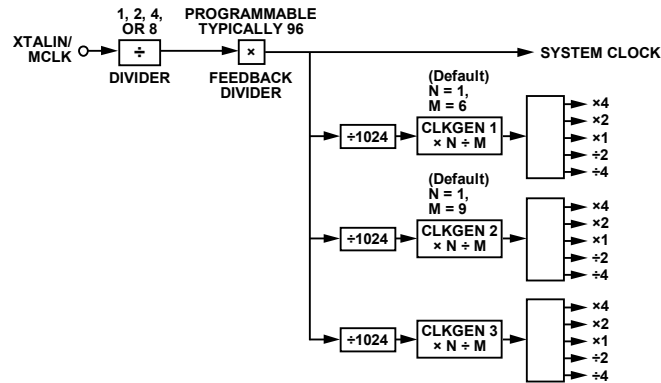 1, 2, 4,
OR 8
PROGRAMMABLE
TYPICALLY 96
XTALIN/
MCLK
÷
×
SYSTEM CLOCK
DIVIDER
FEEDBACK
DIVIDER
(Default)
N = 1,
M = 6
÷1024
CLKGEN 1
× N ÷ M
×4
×2
×1
÷2
÷4
(Default)
N = 1,
M = 9
÷1024
CLKGEN 2
× N ÷ M
×4
×2
×1
÷2
÷4
÷1024
CLKGEN 3
× N ÷ M
×4
×2
×1
÷2
÷4